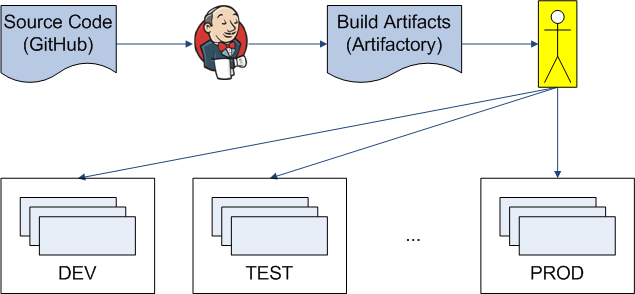 Source Code
(GitHub)
Build Artifacts
(Artifactory)
DEV
TEST
...
PROD